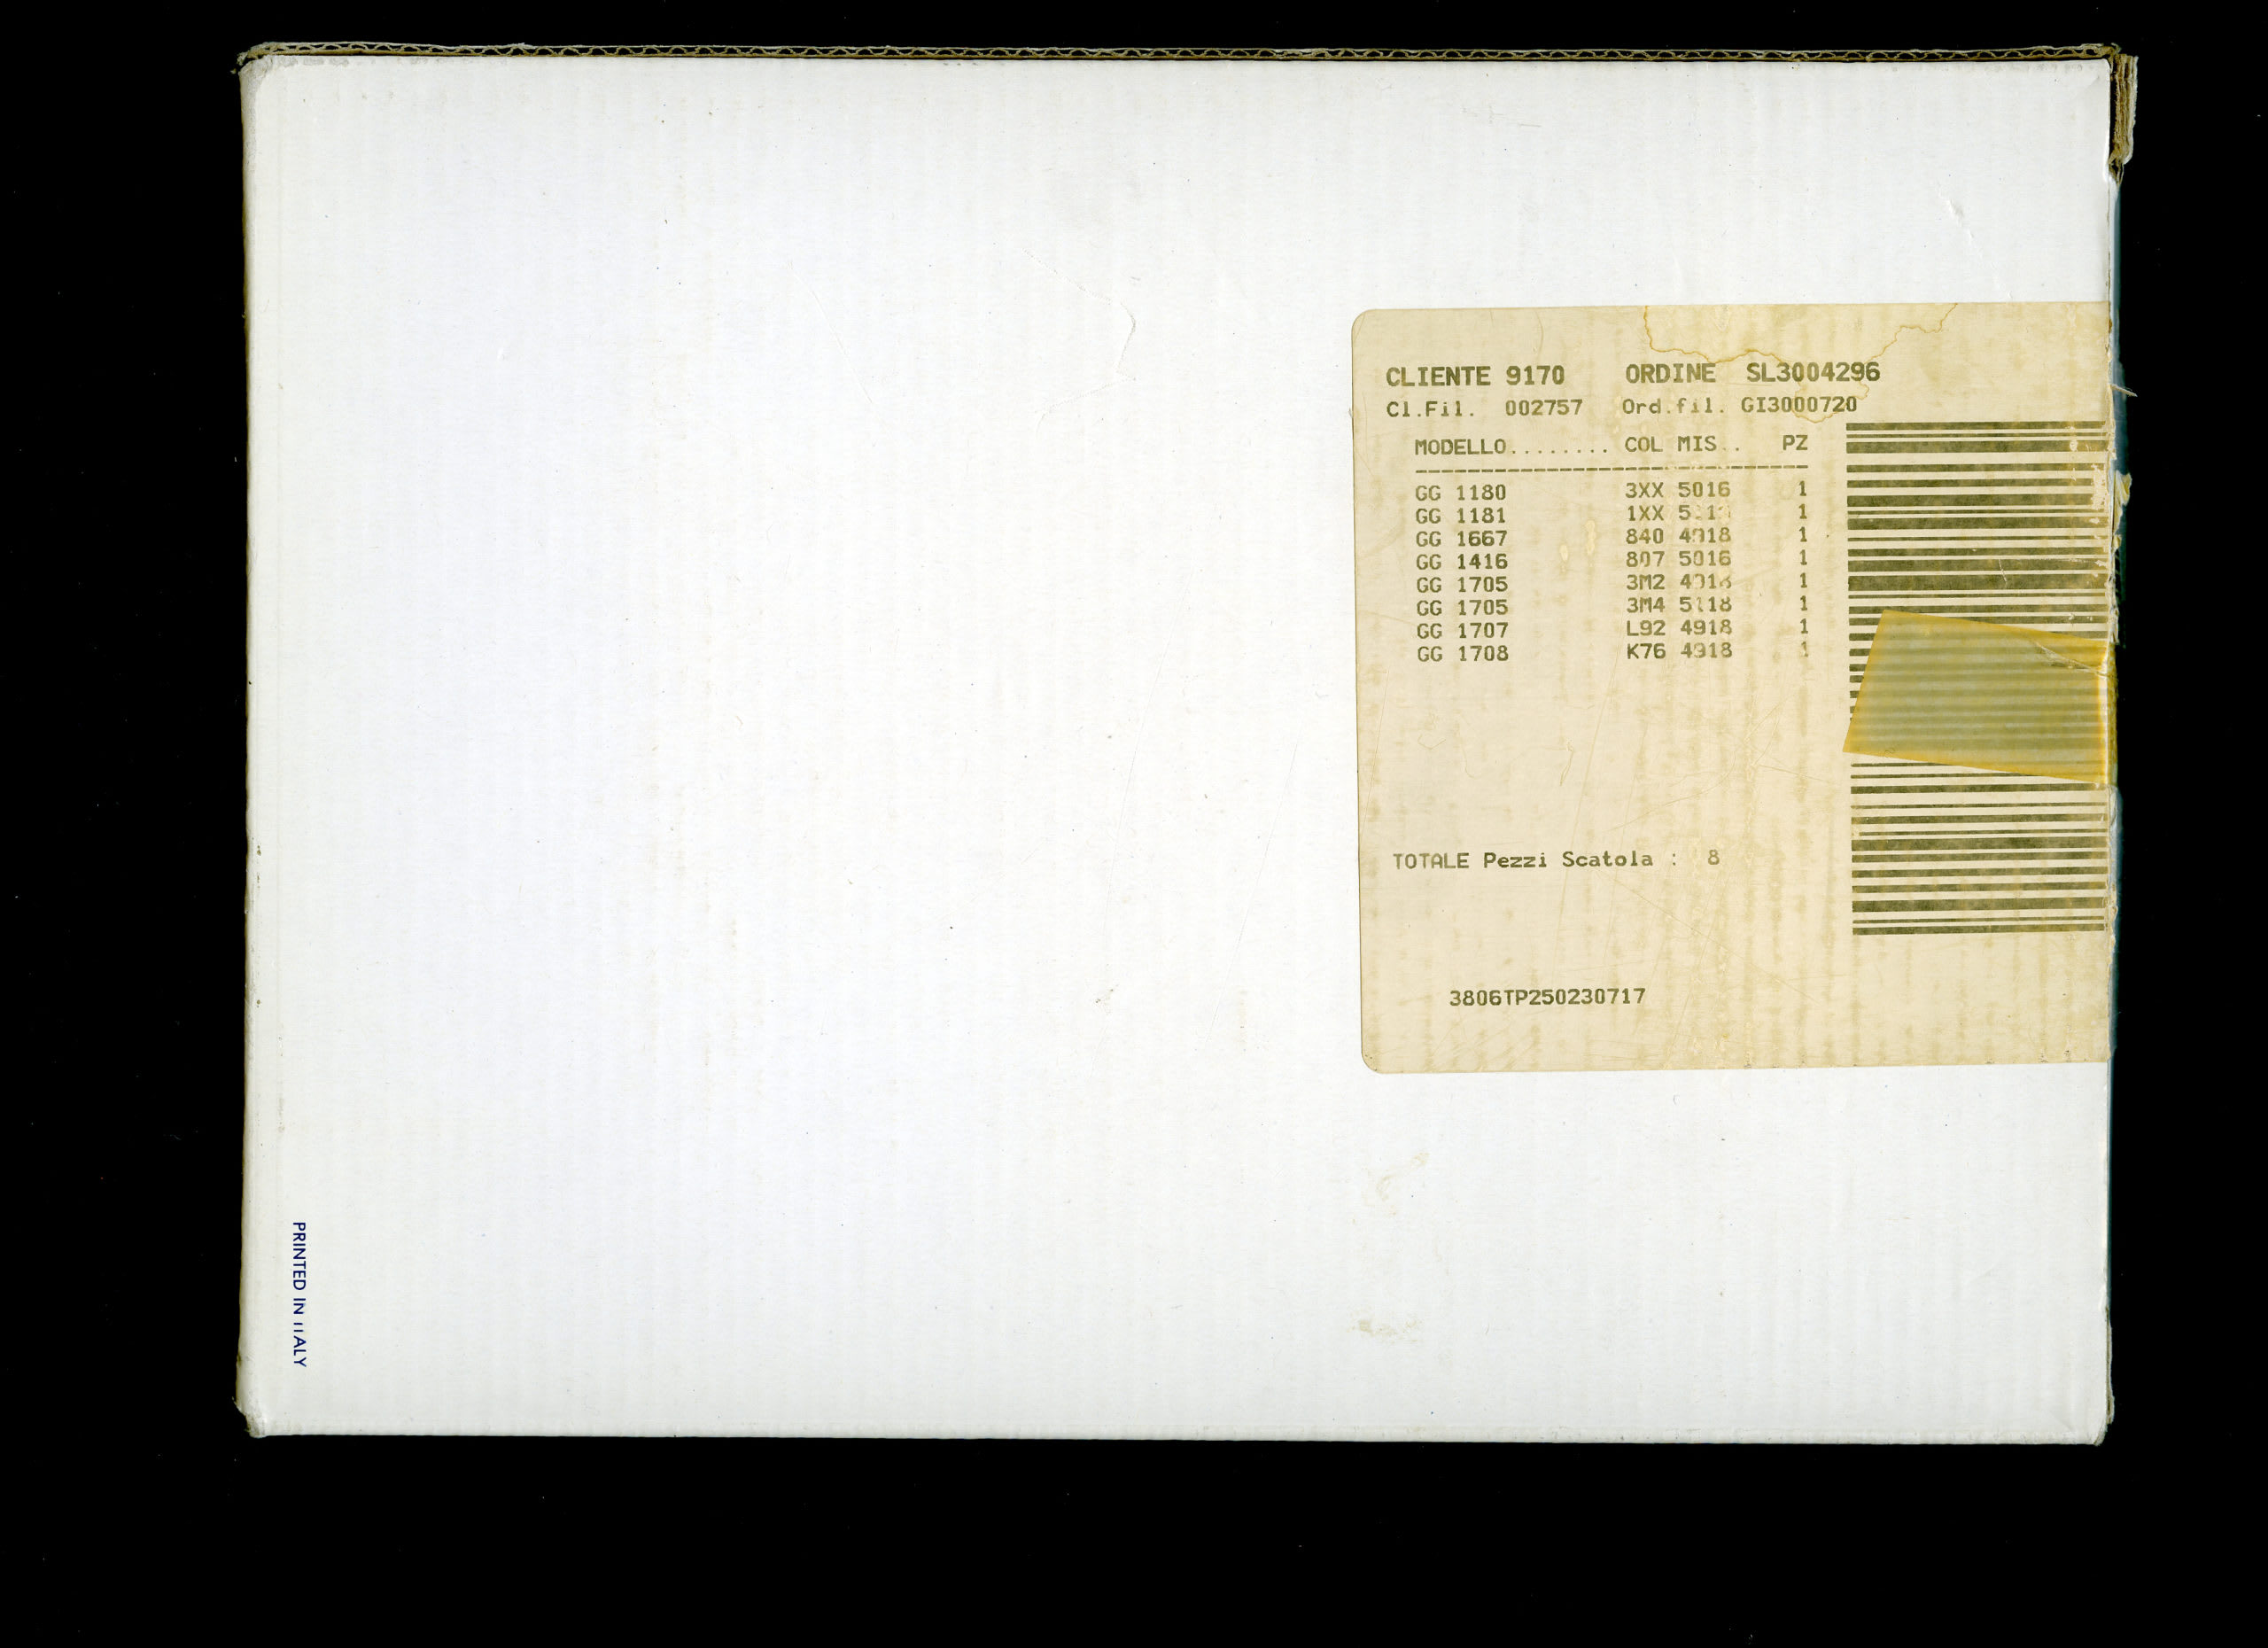 CLIENTE 9170 ORDINE SL3004296
Cl.Fil. 002757 Ord.fil. GI3000720
MODELLO........ COL MIS.. PZ
------------------------------
GG 1180 3XX 5016 1
GG 1181 1XX 1
GG 1667 840 4918 1
GG 1416 807 5016 1
GG 1705 3M2 4918 1
GG 1705 3M4 5118 1
GG 1707 L92 4918 1
GG 1708 K76 4918 1
TOTALE Pezzi Scatola : 8
3806TP250230717
PRINTED IN ITALY